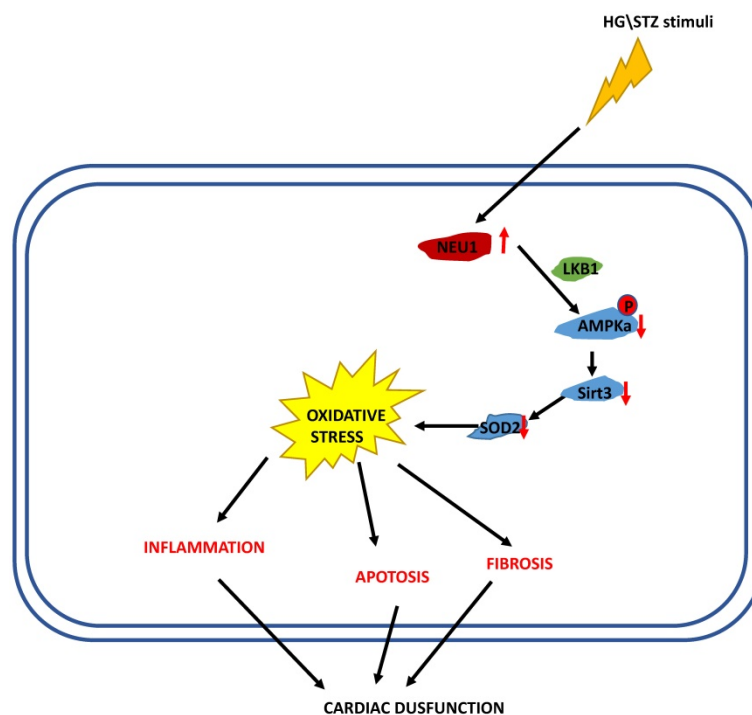 HG\STZ stimuli
NEU1
LKB1
P
AMPKa
Sirt3
SOD2
OXIDATIVE
STRESS
INFLAMMATION
APOTOSIS
FIBROSIS
CARDIAC DUSFUNCTION